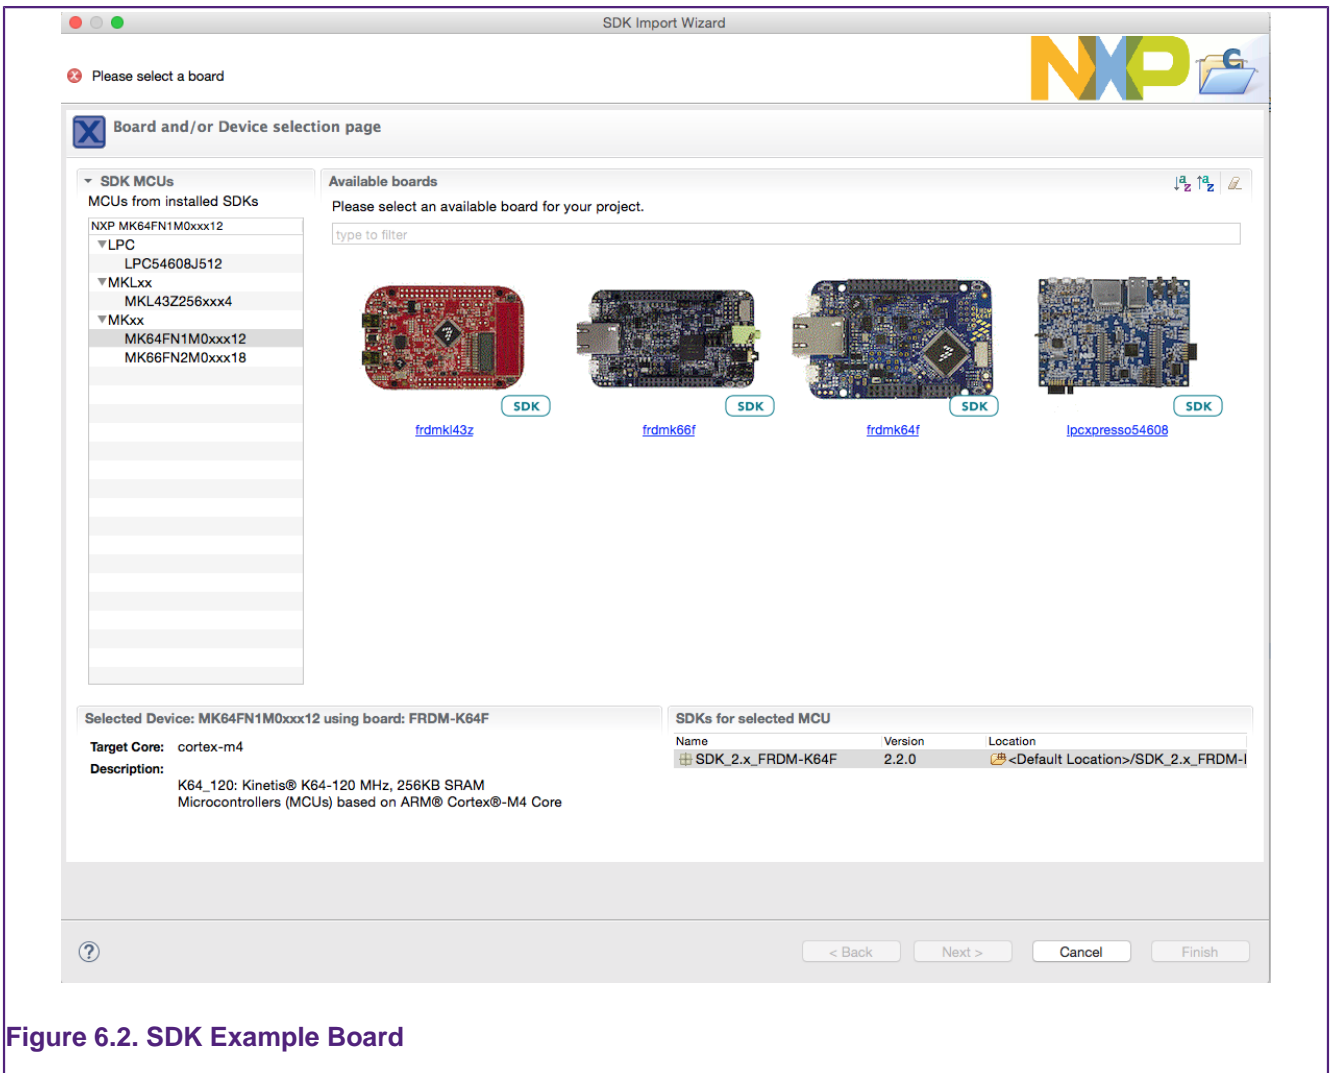 SDK Import Wizard
Please select a board
NXP
C
Board and/or Device selection page
SDK MCUs
MCUs from installed SDKs
NXP MK64FN1M0xxx12
LPC
LPC54608J512
MKLxx
MKL43Z256xxx4
MKxx
MK64FN1M0xxx12
MK66FN2M0xxx18
Available boards
Please select an available board for your project.
type to filter
SDK
SDK
SDK
SDK
frdmkl43z
frdmk66f
frdmk64f
lpcxpresso54608
Selected Device: MK64FN1M0xxx12 using board: FRDM-K64F
Target Core: cortex-m4
Description:
K64_120: Kinetis® K64-120 MHz, 256KB SRAM
Microcontrollers (MCUs) based on ARM® Cortex®-M4 Core
SDKs for selected MCU
Name Version Location
SDK_2.x_FRDM-K64F 2.2.0 <Default Location>/SDK_2.x_FRDM-
< Back Next > Cancel Finish
Figure 6.2. SDK Example Board